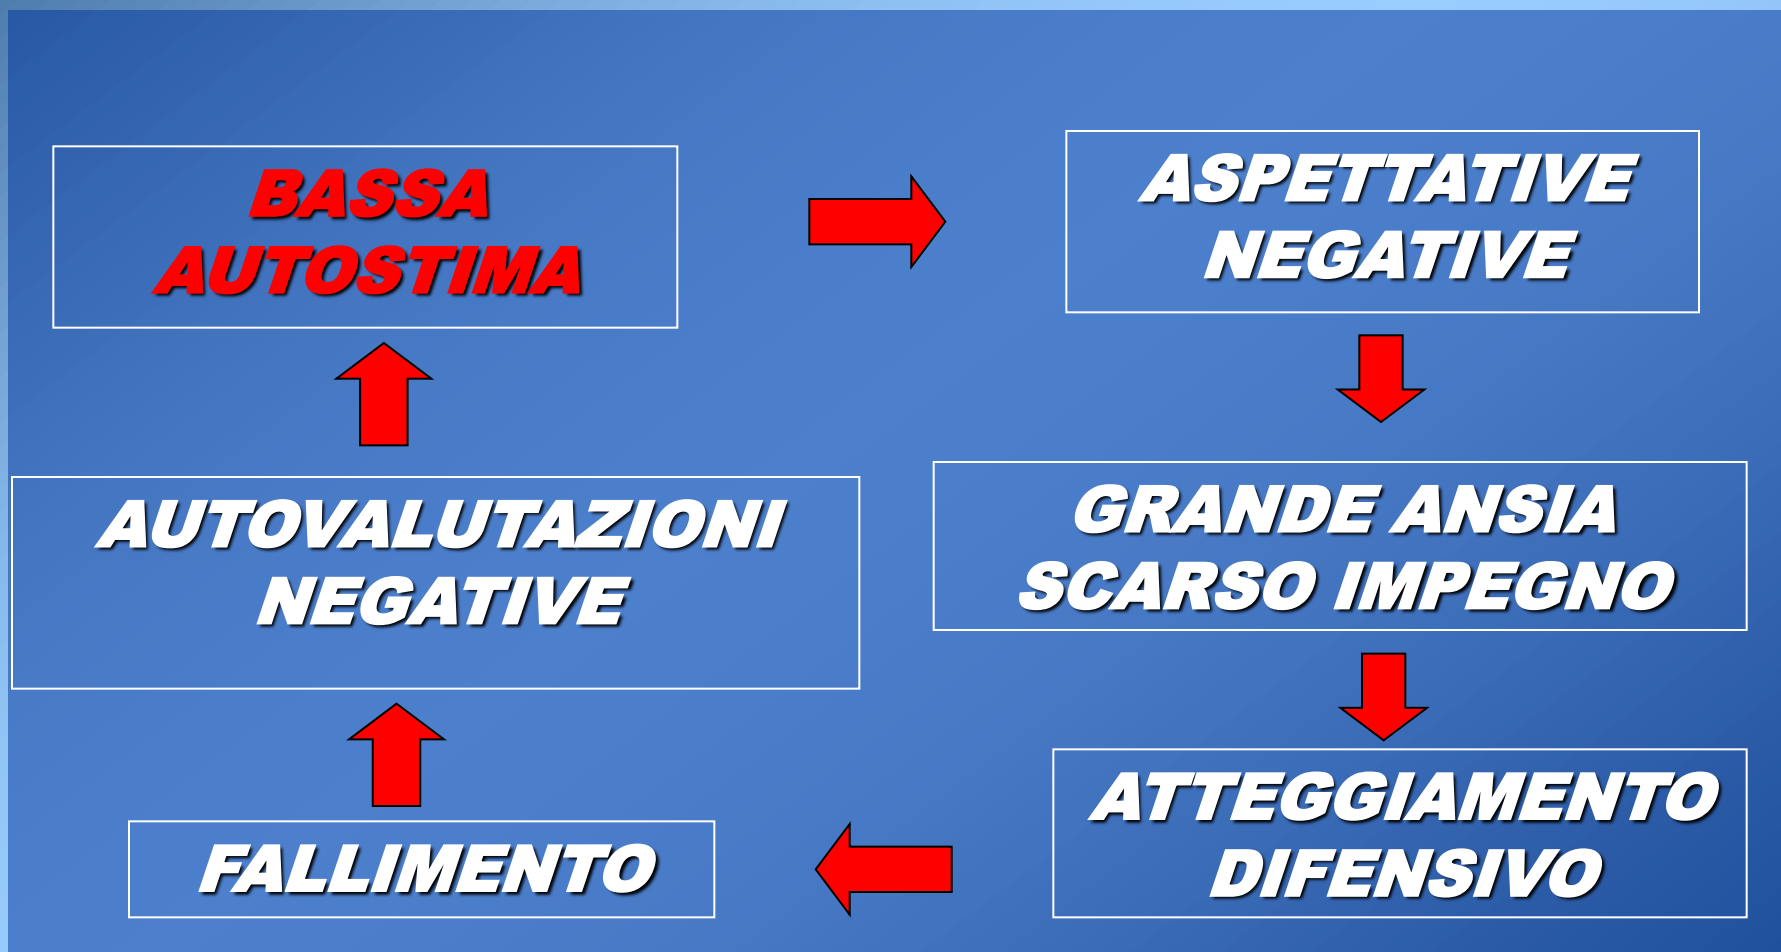 BASSA
AUTOSTIMA
ASPETTATIVE
NEGATIVE
GRANDE ANSIA
SCARSO IMPEGNO
ATTEGGIAMENTO
DIFENSIVO
FALLIMENTO
AUTOVALUTAZIONI
NEGATIVE